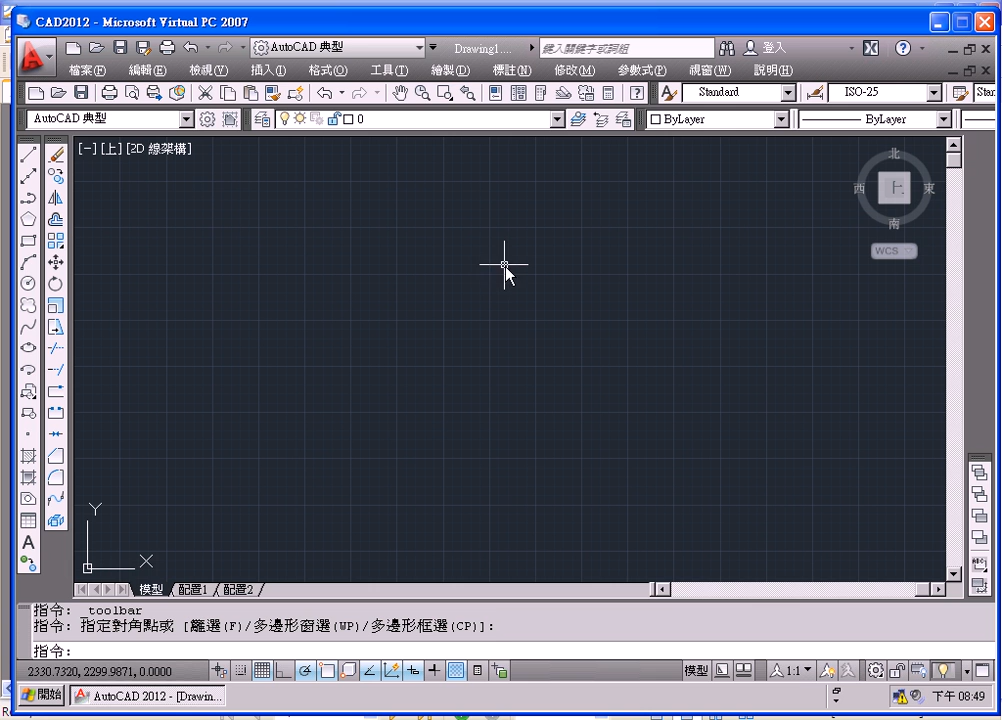 CAD2012 - Microsoft Virtual PC 2007
AutoCAD 典型
Drawing1....
鍵入關鍵字或詞組
登入
檔案(F) 編輯(E) 檢視(V) 插入(I) 格式(O) 工具(T) 繪製(D) 標註(N) 修改(M) 參數式(P) 視窗(W) 說明(H)
Standard ISO-25
AutoCAD 典型 0 ByLayer ByLayer
[−] [上] [2D 線架構]
北
西 上 東
南
WCS
Y
X
A
模型 配置1 配置2
指令: _toolbar
指令: 指定對角點或 [籬選(F)/多邊形窗選(WP)/多邊形框選(CP)]:
指令:
2330.7320, 2299.9871, 0.0000 模型 1:1
開始 AutoCAD 2012 - [Drawin... 下午 08:49